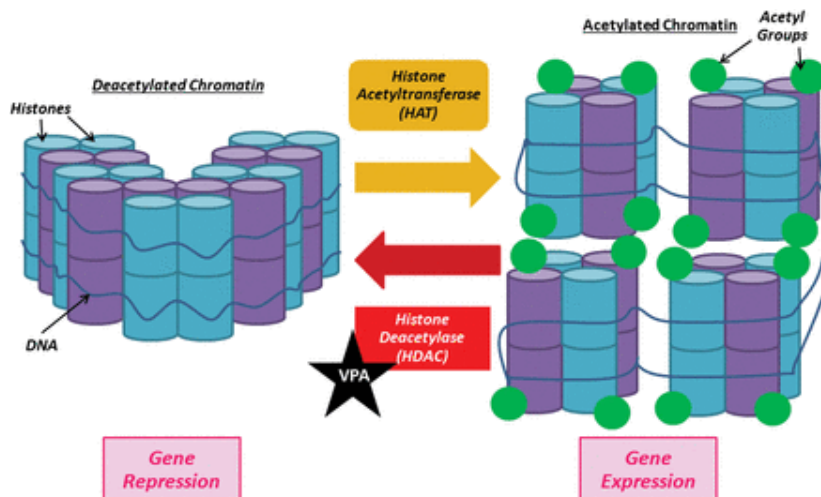 Acetylated Chromatin
Acetyl
Groups
Deacetylated Chromatin
Histones
Histone
Acetyltransferase
(HAT)
DNA
Histone
Deacetylase
(HDAC)
VPA
Gene
Repression
Gene
Expression